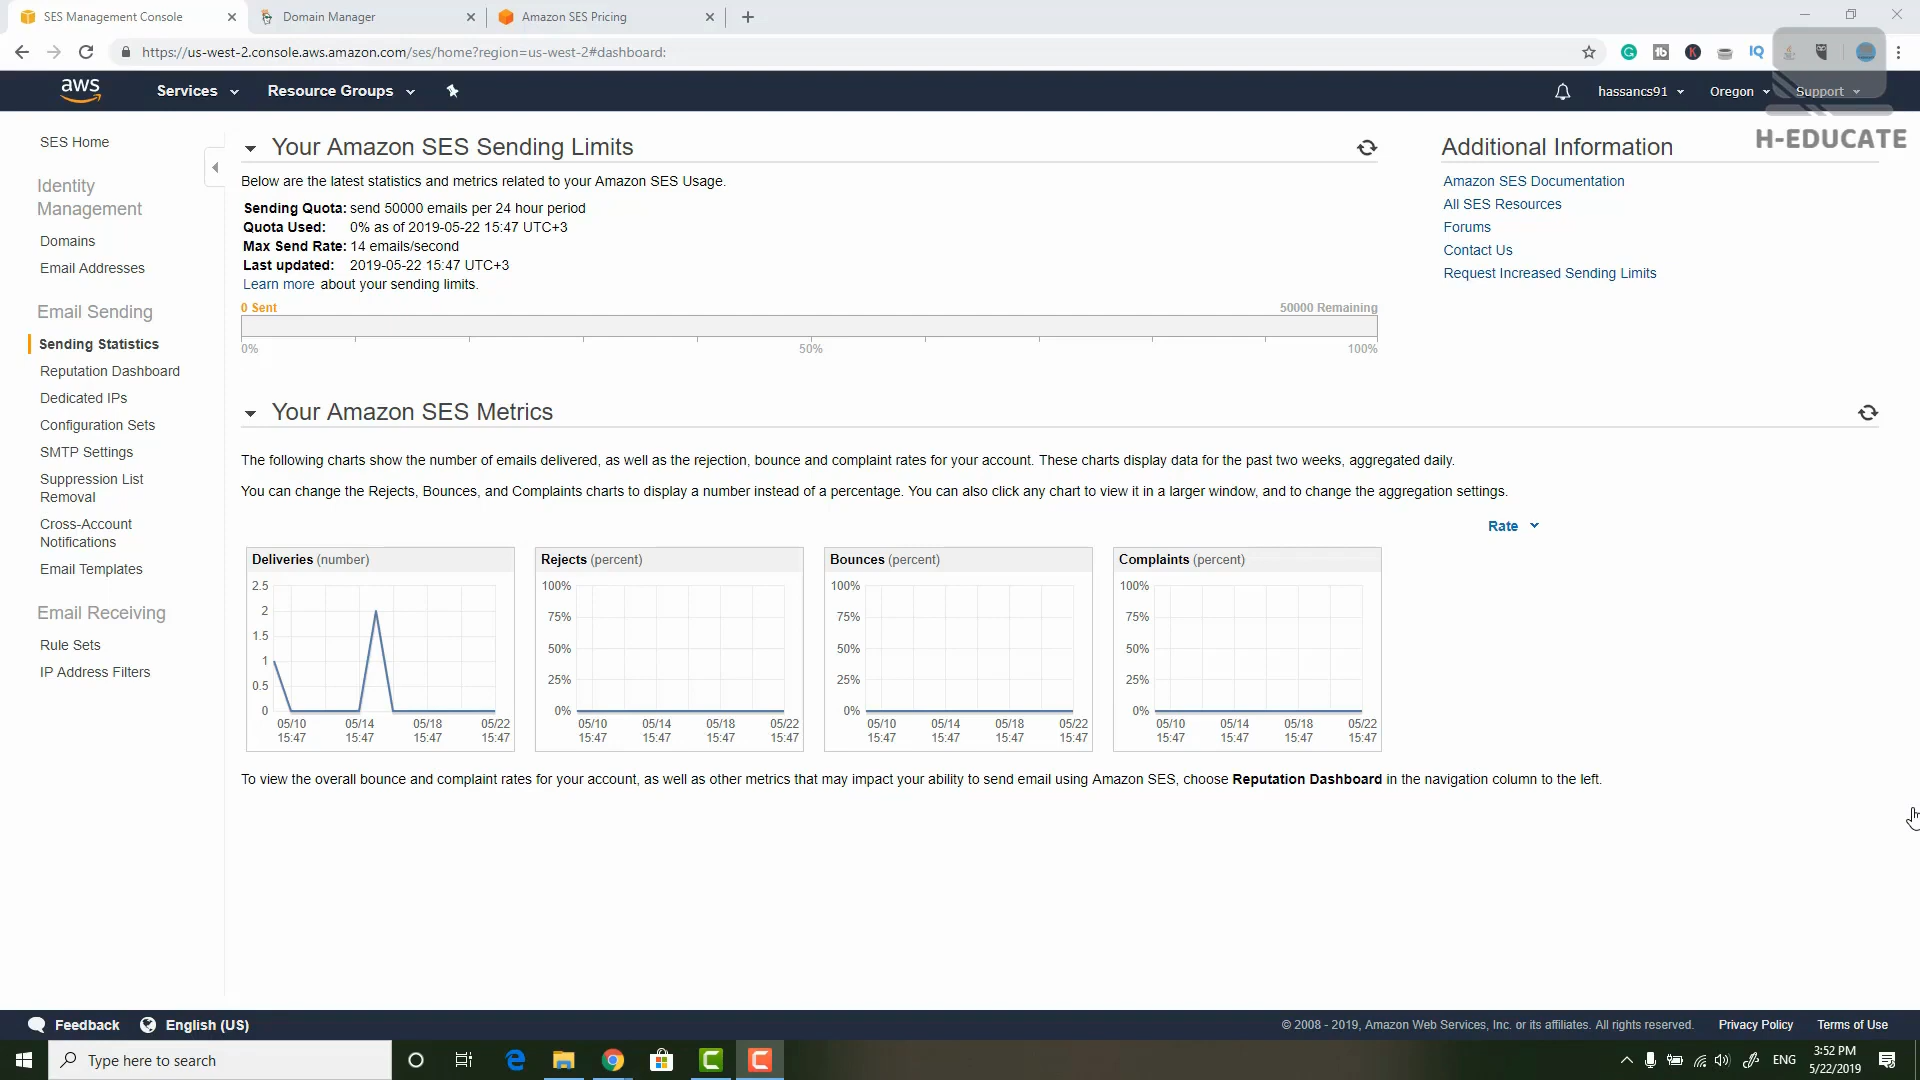 SES Management Console
Domain Manager
Amazon SES Pricing
https://us-west-2.console.aws.amazon.com/ses/home?region=us-west-2#dashboard:
aws
Services
Resource Groups
hassancs91
Oregon
Support
H-EDUCATE
SES Home
Identity
Management
Domains
Email Addresses
Email Sending
Sending Statistics
Reputation Dashboard
Dedicated IPs
Configuration Sets
SMTP Settings
Suppression List
Removal
Cross-Account
Notifications
Email Templates
Email Receiving
Rule Sets
IP Address Filters
Your Amazon SES Sending Limits
Below are the latest statistics and metrics related to your Amazon SES Usage.
Sending Quota: send 50000 emails per 24 hour period
Quota Used: 0% as of 2019-05-22 15:47 UTC+3
Max Send Rate: 14 emails/second
Last updated: 2019-05-22 15:47 UTC+3
Learn more about your sending limits.
0 Sent
50000 Remaining
0%
50%
100%
Additional Information
Amazon SES Documentation
All SES Resources
Forums
Contact Us
Request Increased Sending Limits
Your Amazon SES Metrics
The following charts show the number of emails delivered, as well as the rejection, bounce and complaint rates for your account. These charts display data for the past two weeks, aggregated daily.
You can change the Rejects, Bounces, and Complaints charts to display a number instead of a percentage. You can also click any chart to view it in a larger window, and to change the aggregation settings.
Rate
Deliveries (number)
2.5
2
1.5
1
0.5
0
05/10 05/14 05/18 05/22
15:47 15:47 15:47 15:47
Rejects (percent)
100%
75%
50%
25%
0%
05/10 05/14 05/18 05/22
15:47 15:47 15:47 15:47
Bounces (percent)
100%
75%
50%
25%
0%
05/10 05/14 05/18 05/22
15:47 15:47 15:47 15:47
Complaints (percent)
100%
75%
50%
25%
0%
05/10 05/14 05/18 05/22
15:47 15:47 15:47 15:47
To view the overall bounce and complaint rates for your account, as well as other metrics that may impact your ability to send email using Amazon SES, choose Reputation Dashboard in the navigation column to the left.
Feedback
English (US)
© 2008 - 2019, Amazon Web Services, Inc. or its affiliates. All rights reserved.
Privacy Policy
Terms of Use
Type here to search
ENG
3:52 PM
5/22/2019